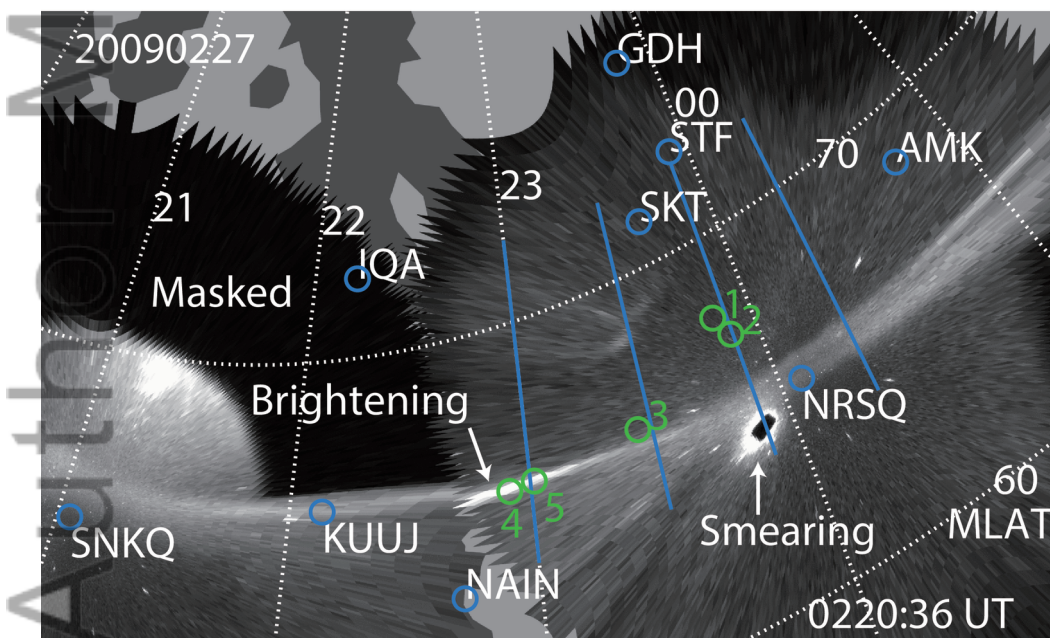 20090227
GDH
00
STF
70
AMK
23
SKT
21
22
IQA
Masked
1
2
Brightening
3
NRSQ
4
5
60
SNKQ
KUUJ
Smearing
MLAT
NAIN
0220:36 UT
Author M